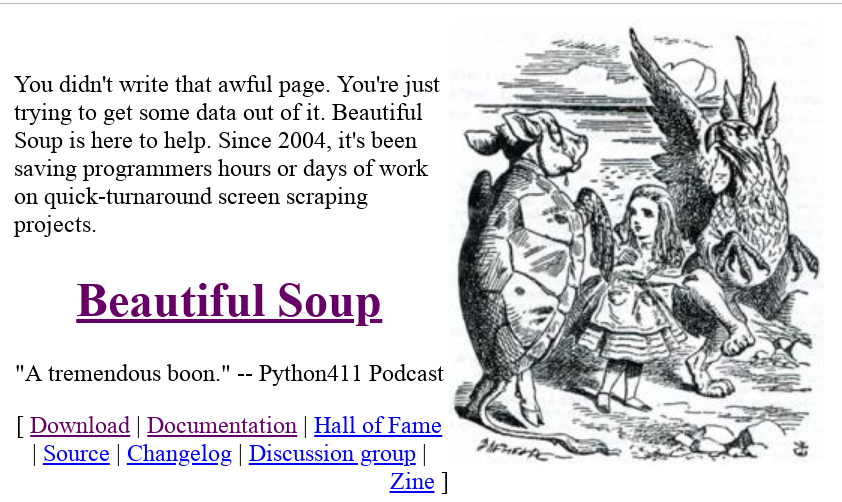 You didn't write that awful page. You're just
trying to get some data out of it. Beautiful
Soup is here to help. Since 2004, it's been
saving programmers hours or days of work
on quick-turnaround screen scraping
projects.
Beautiful Soup
"A tremendous boon." -- Python411 Podcast
[ Download | Documentation | Hall of Fame
| Source | Changelog | Discussion group |
Zine ]